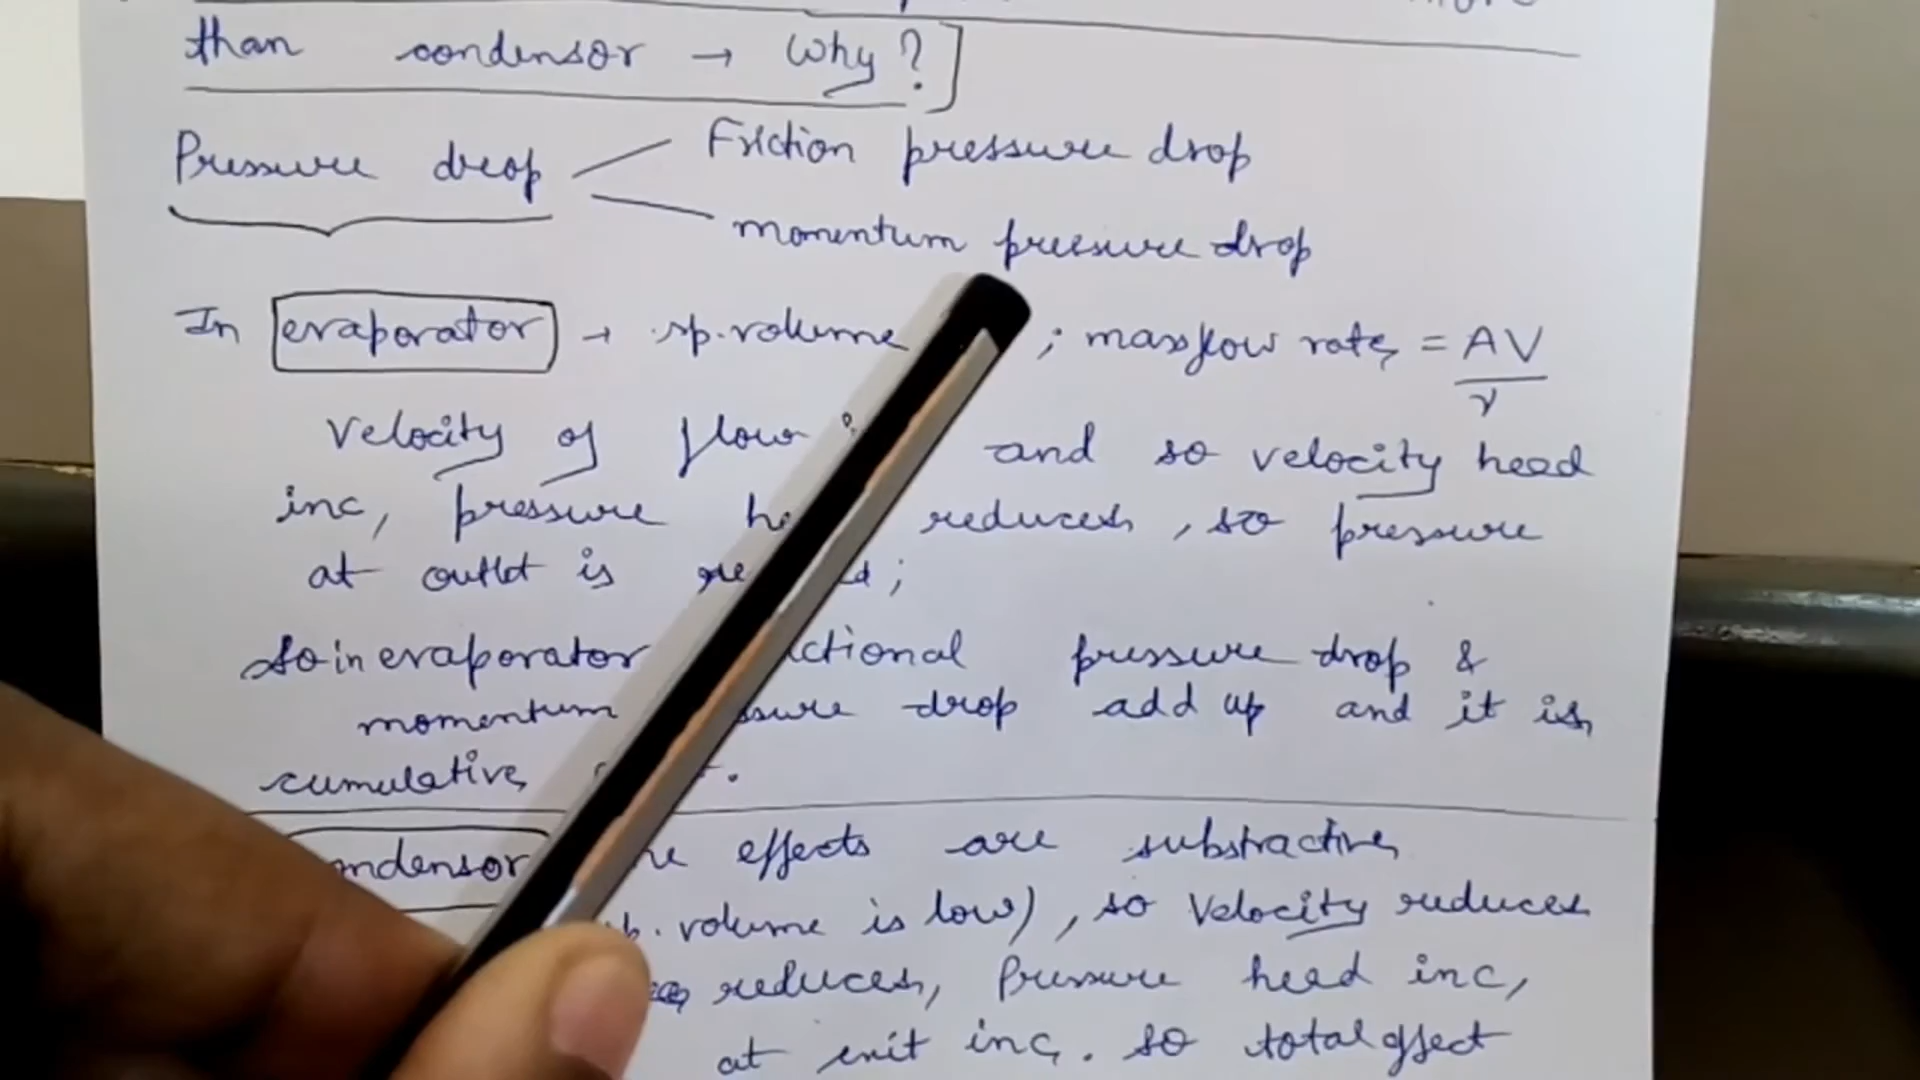 than condensor → Why?]
Pressure drop Friction pressure drop
momentum pressure drop
In evaporator → sp. volume ; massflow rate = AV/v
Velocity of flow and so velocity head
inc, pressure reduces, so pressure
at outlet is ;
So in evaporator pressure drop &
momentum drop add up and it is
cumulative .
effects are substractive
volume is low), so Velocity reduces
reduces, Pressure head inc,
at exit inc. so total effect